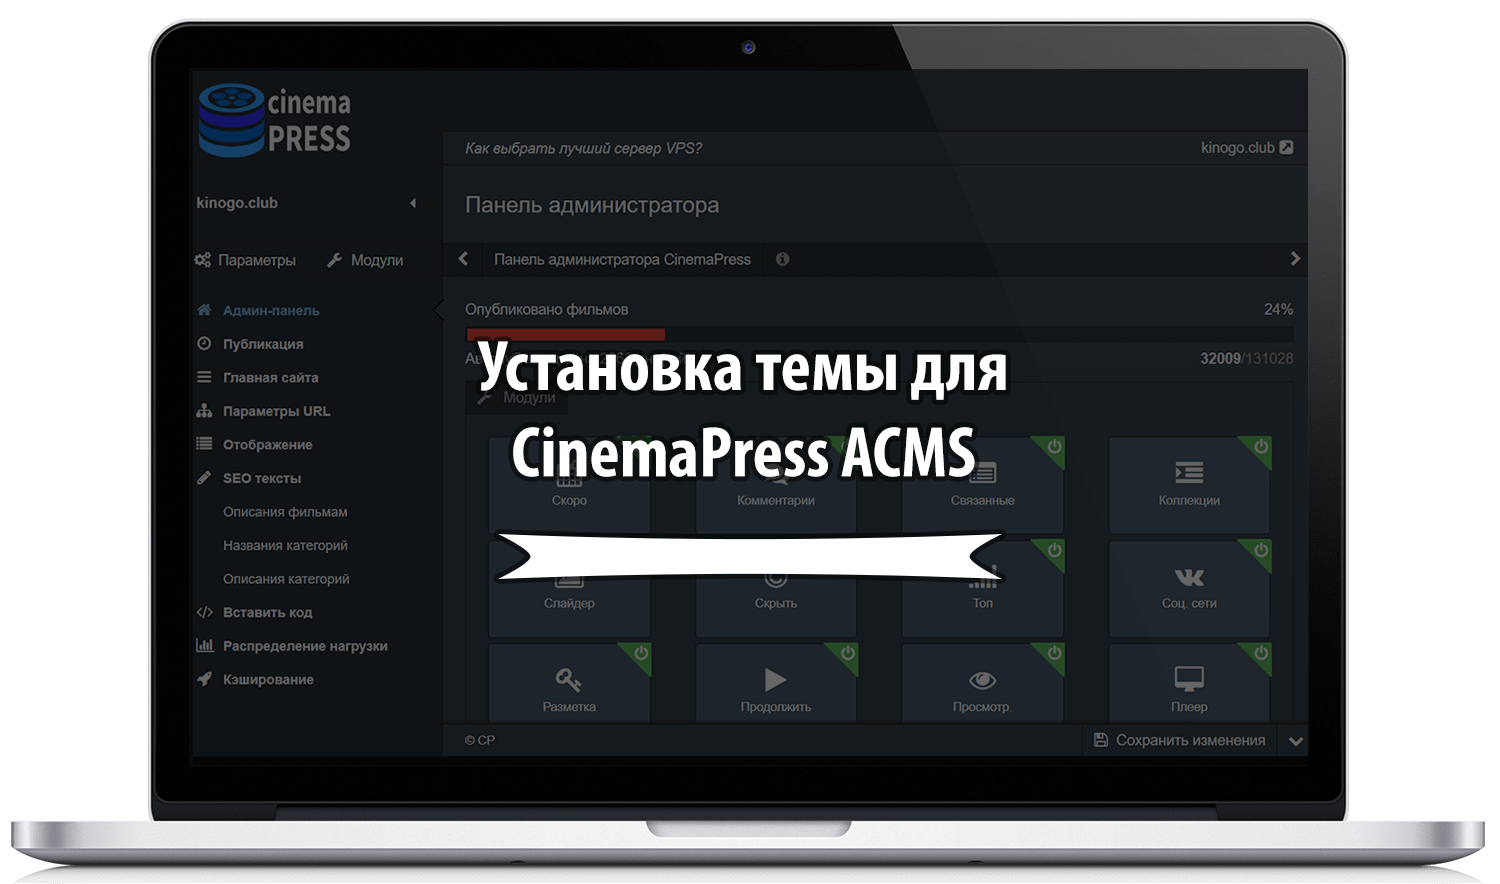 cinema
PRESS
Как выбрать лучший сервер VPS?
kinogo.club
kinogo.club
Панель администратора
Параметры
Модули
Панель администратора CinemaPress
Админ-панель
Публикация
Главная сайта
Параметры URL
Отображение
SEO тексты
Описания фильмам
Названия категорий
Описания категорий
Вставить код
Распределение нагрузки
Кэширование
Опубликовано фильмов
24%
32009/131028
Модули
Установка темы для
CinemaPress ACMS
Скоро
Комментарии
Связанные
Коллекции
Слайдер
Скрыть
Топ
Соц. сети
Разметка
Продолжить
Просмотр.
Плеер
© CP
Сохранить изменения